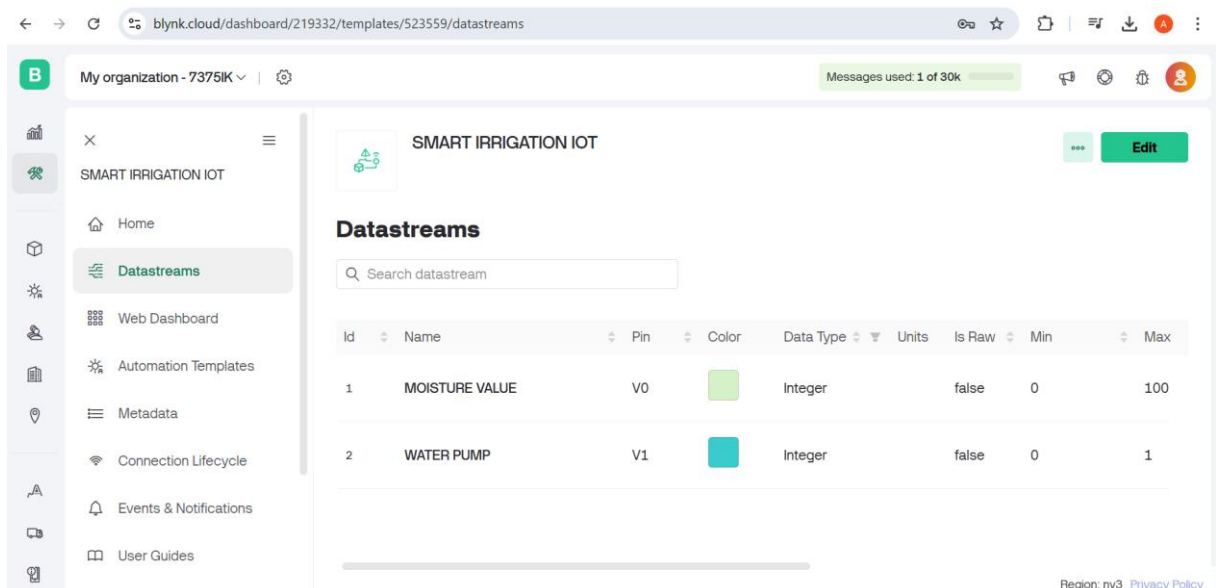 blynk.cloud/dashboard/219332/templates/523559/datastreams
A
B
My organization - 7375IK
Messages used: 1 of 30k
SMART IRRIGATION IOT
Home
Datastreams
Web Dashboard
Automation Templates
Metadata
Connection Lifecycle
Events & Notifications
User Guides
SMART IRRIGATION IOT
Edit
Datastreams
Search datastream
Id Name Pin Color Data Type Units Is Raw Min Max
1 MOISTURE VALUE V0 Integer false 0 100
2 WATER PUMP V1 Integer false 0 1
Region: ny3 Privacy Policy